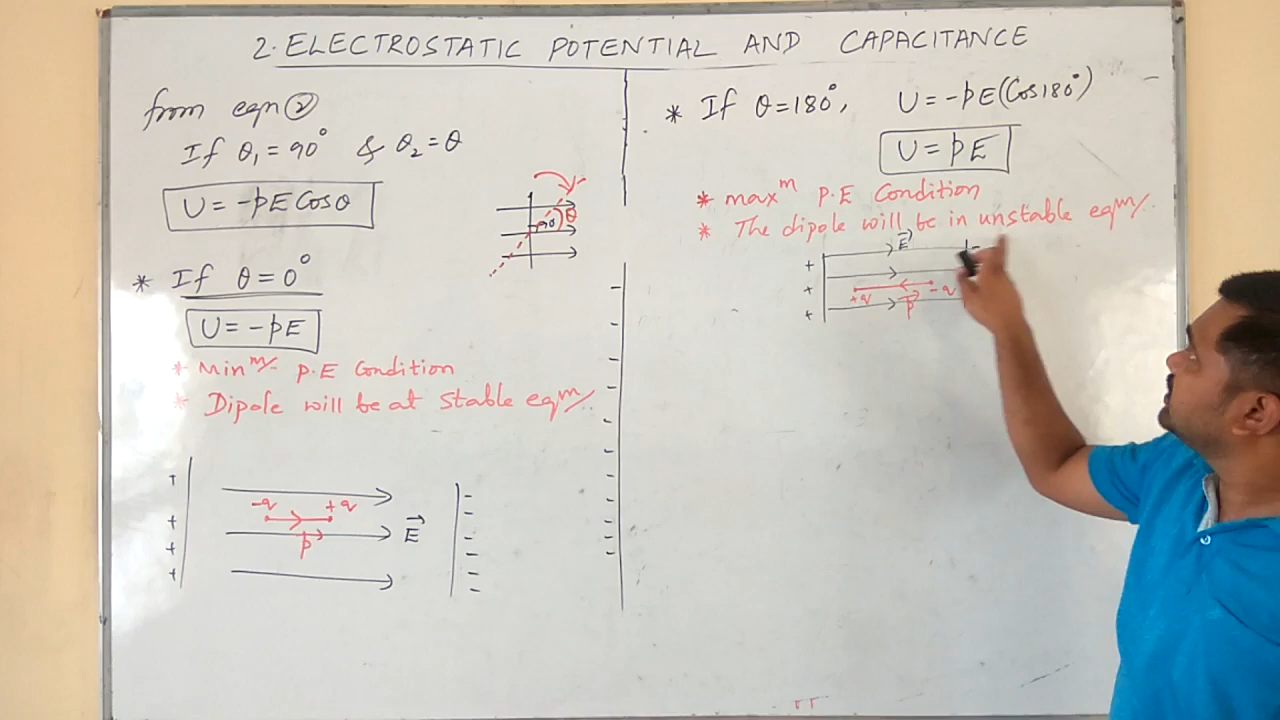 2. ELECTROSTATIC POTENTIAL AND CAPACITANCE
from eqn ②
If θ₁ = 90° & θ₂ = θ
U = -pE Cosθ
90° θ
* If θ = 0°
U = -pE
* Minᵐ/. P.E Condition
* Dipole will be at Stable eqm/.
+ + + +
-q +q
p
E⃗
- - - - - -
* If θ = 180°, U = -pE(Cos180°)
U = pE
* maxᵐ P.E Condition
* The dipole will be in unstable eqm/.
E⃗
+ + +
+q -q
p